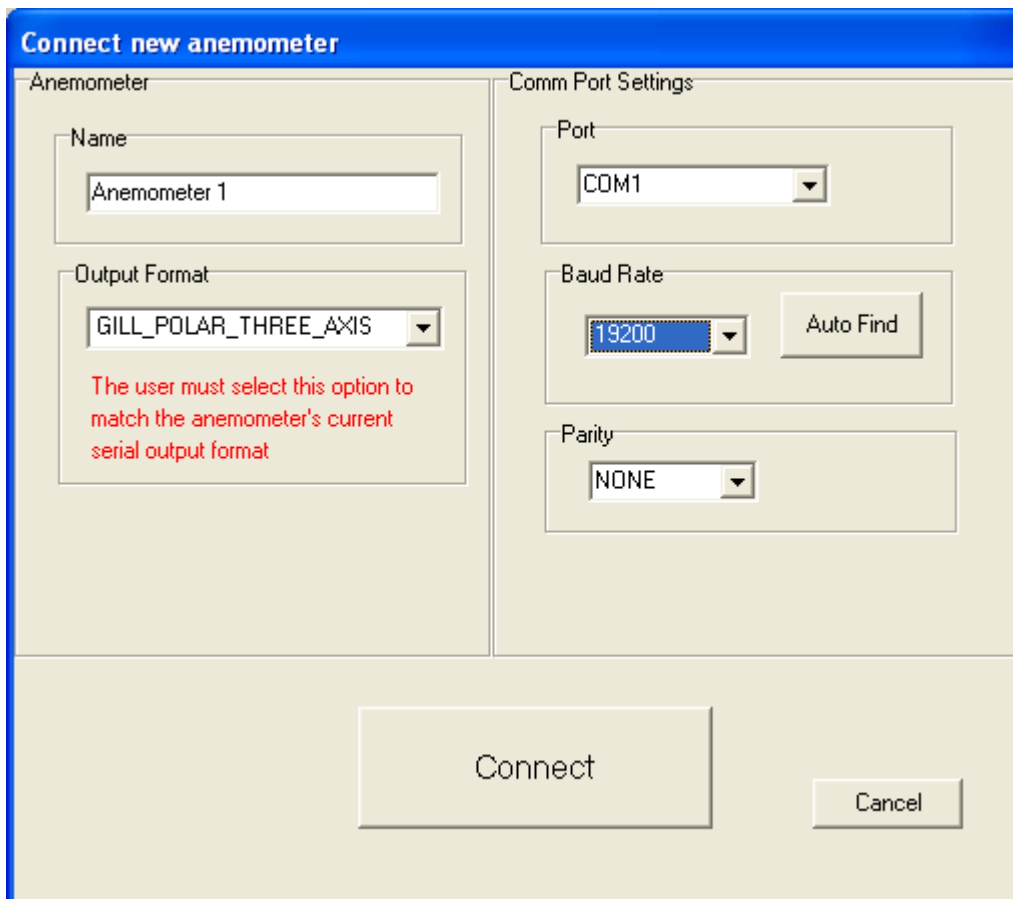 Connect new anemometer
Anemometer
Name
Anemometer 1
Output Format
GILL_POLAR_THREE_AXIS
The user must select this option to
match the anemometer's current
serial output format
Comm Port Settings
Port
COM1
Baud Rate
19200
Auto Find
Parity
NONE
Connect
Cancel